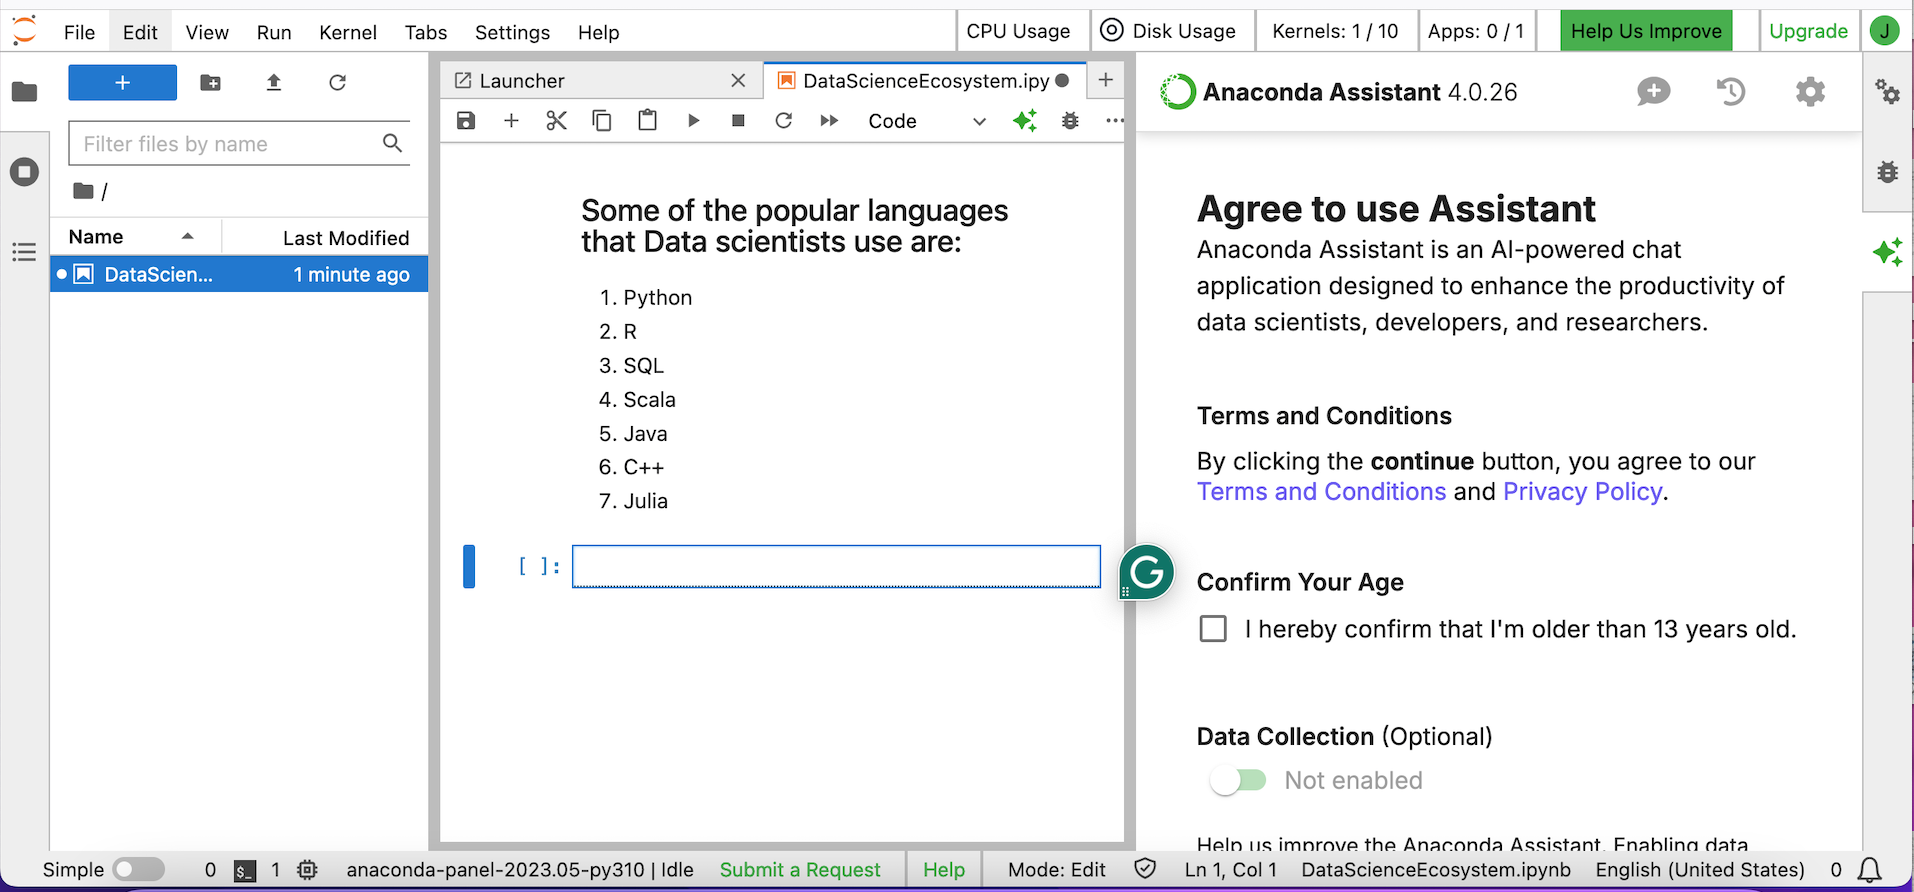 File Edit View Run Kernel Tabs Settings Help CPU Usage Disk Usage Kernels: 1 / 10 Apps: 0 / 1 Help Us Improve Upgrade J
+
Filter files by name
/
Name Last Modified
DataScien... 1 minute ago
Launcher DataScienceEcosystem.ipy
Code
Some of the popular languages
that Data scientists use are:
1. Python
2. R
3. SQL
4. Scala
5. Java
6. C++
7. Julia
[ ]:
G
Anaconda Assistant 4.0.26
Agree to use Assistant
Anaconda Assistant is an AI-powered chat
application designed to enhance the productivity of
data scientists, developers, and researchers.
Terms and Conditions
By clicking the continue button, you agree to our
Terms and Conditions and Privacy Policy.
Confirm Your Age
I hereby confirm that I'm older than 13 years old.
Data Collection (Optional)
Not enabled
Help us improve the Anaconda Assistant. Enabling data
Simple 0 $_ 1 anaconda-panel-2023.05-py310 | Idle Submit a Request Help Mode: Edit Ln 1, Col 1 DataScienceEcosystem.ipynb English (United States) 0